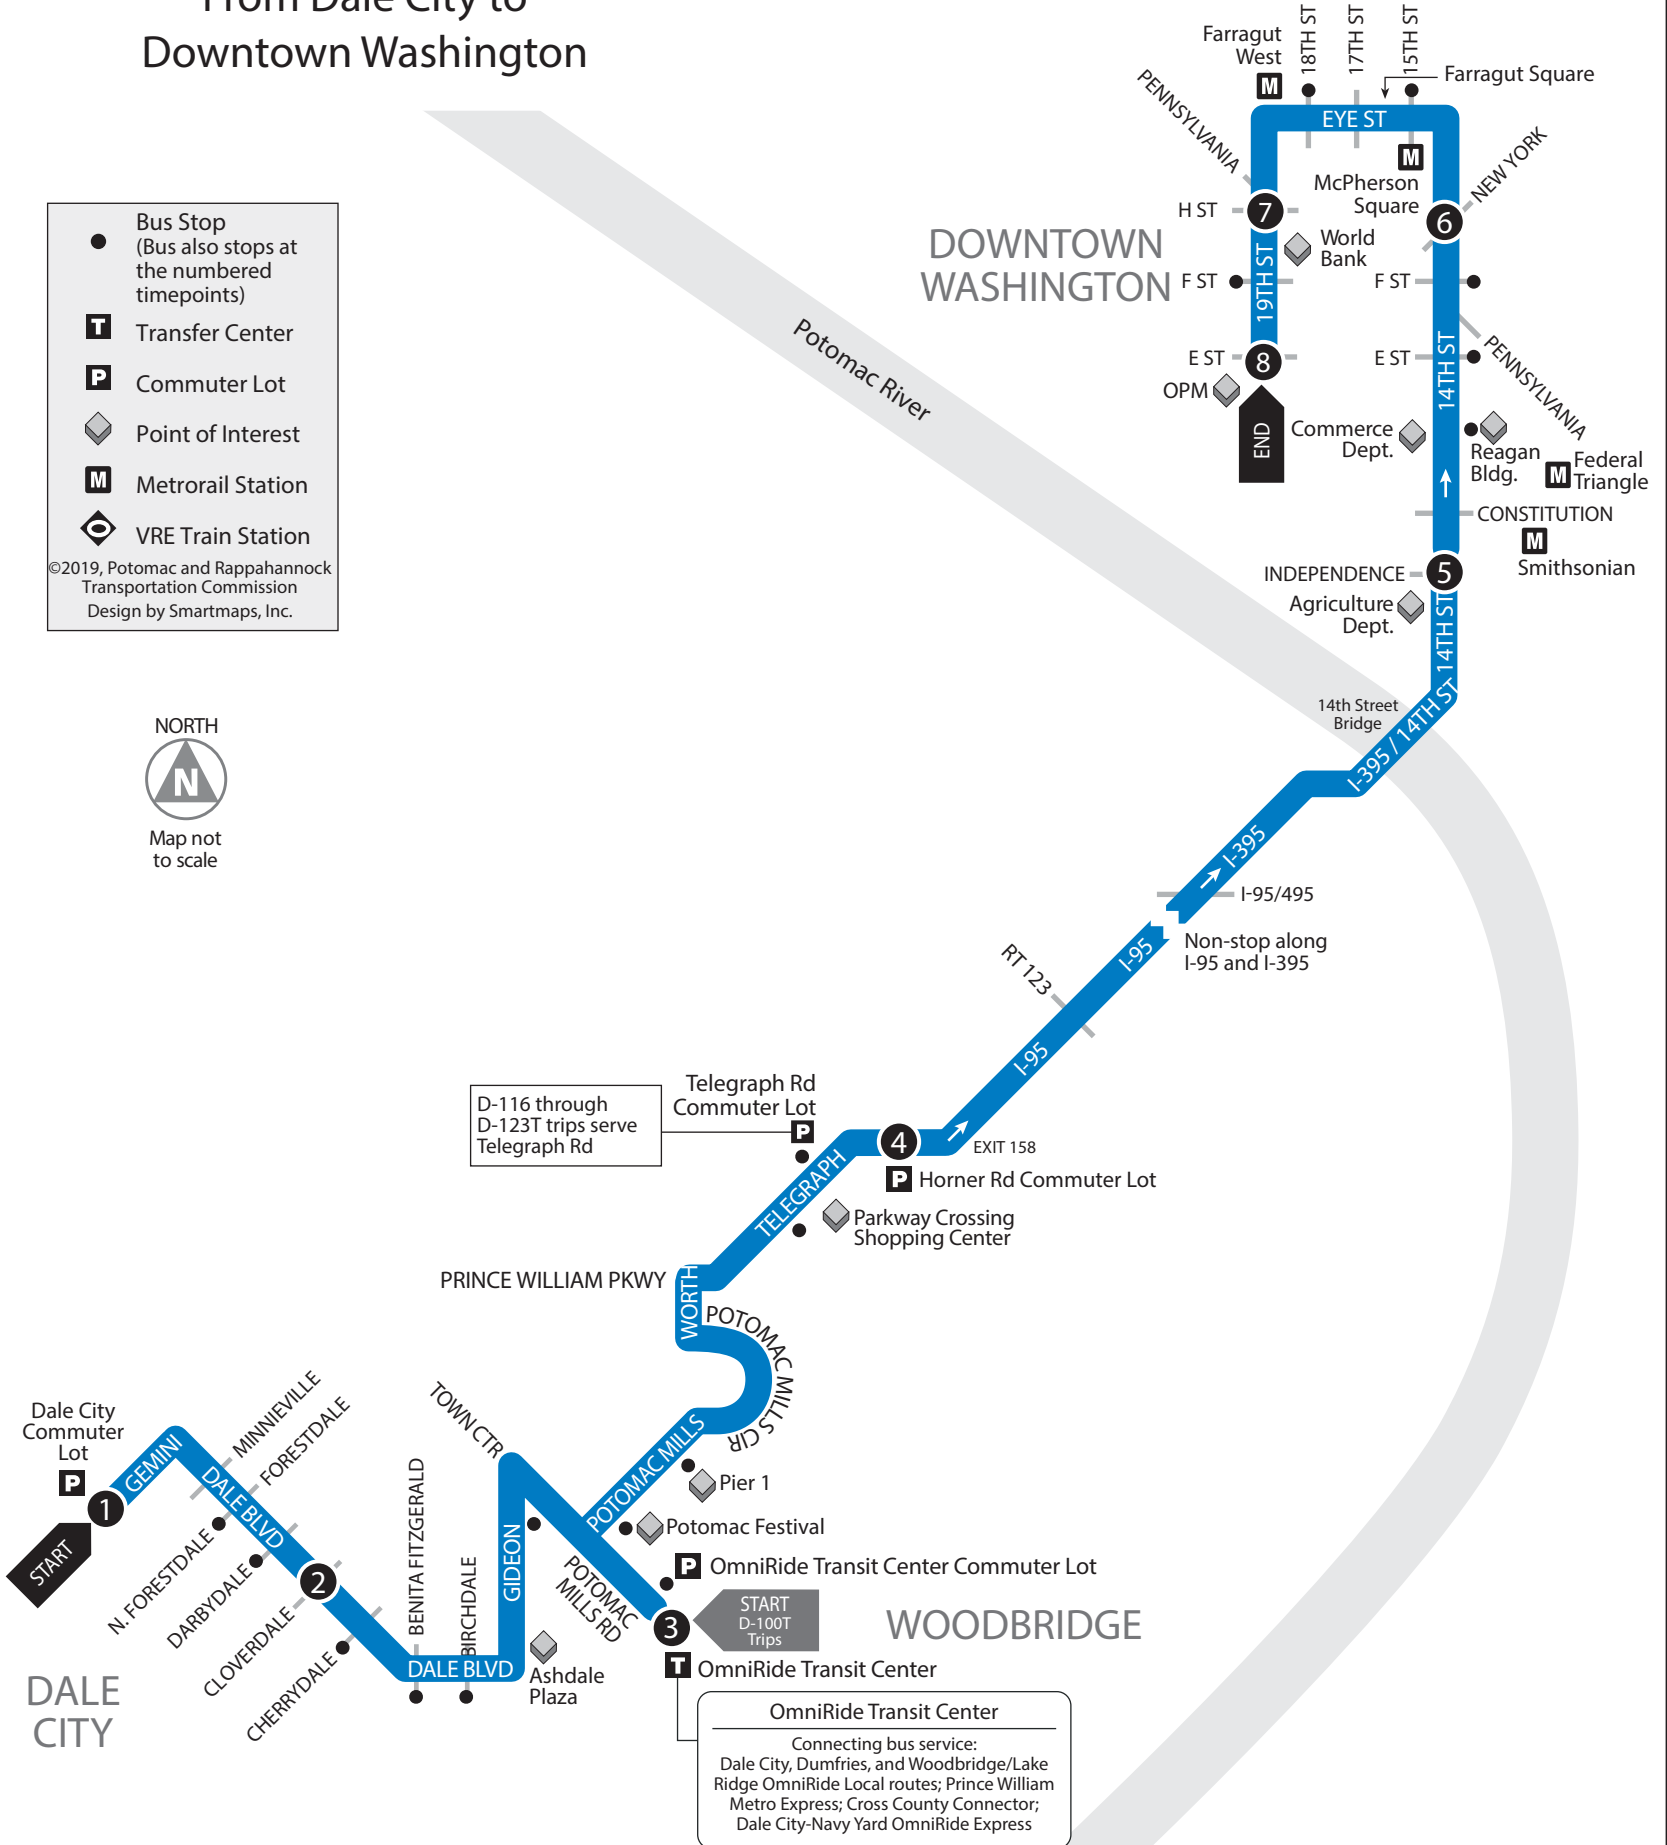 From Dale City to
Downtown Washington
Bus Stop
(Bus also stops at
the numbered
timepoints)
T
Transfer Center
P
Commuter Lot
Point of Interest
M
Metrorail Station
VRE Train Station
©2019, Potomac and Rappahannock
Transportation Commission
Design by Smartmaps, Inc.
NORTH
N
Map not
to scale
Farragut
West
M
18TH ST
17TH ST
15TH ST
Farragut Square
PENNSYLVANIA
EYE ST
M
McPherson
Square
NEW YORK
H ST
7
6
World
Bank
DOWNTOWN
WASHINGTON
F ST
19TH ST
F ST
E ST
8
E ST
14TH ST
PENNSYLVANIA
OPM
END
Commerce
Dept.
Reagan
Bldg.
M
Federal
Triangle
CONSTITUTION
M
Smithsonian
INDEPENDENCE
5
Agriculture
Dept.
14TH ST
Potomac River
14th Street
Bridge
I-395 / 14TH ST
I-395
I-95/495
Non-stop along
I-95 and I-395
I-95
RT 123
I-95
Telegraph Rd
Commuter Lot
P
D-116 through
D-123T trips serve
Telegraph Rd
4
EXIT 158
P
Horner Rd Commuter Lot
TELEGRAPH
Parkway Crossing
Shopping Center
PRINCE WILLIAM PKWY
WORTH
POTOMAC MILLS CIR
POTOMAC MILLS
Pier 1
Potomac Festival
P
OmniRide Transit Center Commuter Lot
Dale City
Commuter
Lot
P
1
START
GEMINI
MINNIEVILLE
FORESTDALE
DALE BLVD
N. FORESTDALE
DARBYDALE
2
CLOVERDALE
CHERRYDALE
BENITA FITZGERALD
BIRCHDALE
DALE BLVD
GIDEON
TOWN CTR
POTOMAC
MILLS RD
Ashdale
Plaza
3
START
D-100T
Trips
WOODBRIDGE
T
OmniRide Transit Center
DALE
CITY
OmniRide Transit Center
Connecting bus service:
Dale City, Dumfries, and Woodbridge/Lake
Ridge OmniRide Local routes; Prince William
Metro Express; Cross County Connector;
Dale City-Navy Yard OmniRide Express